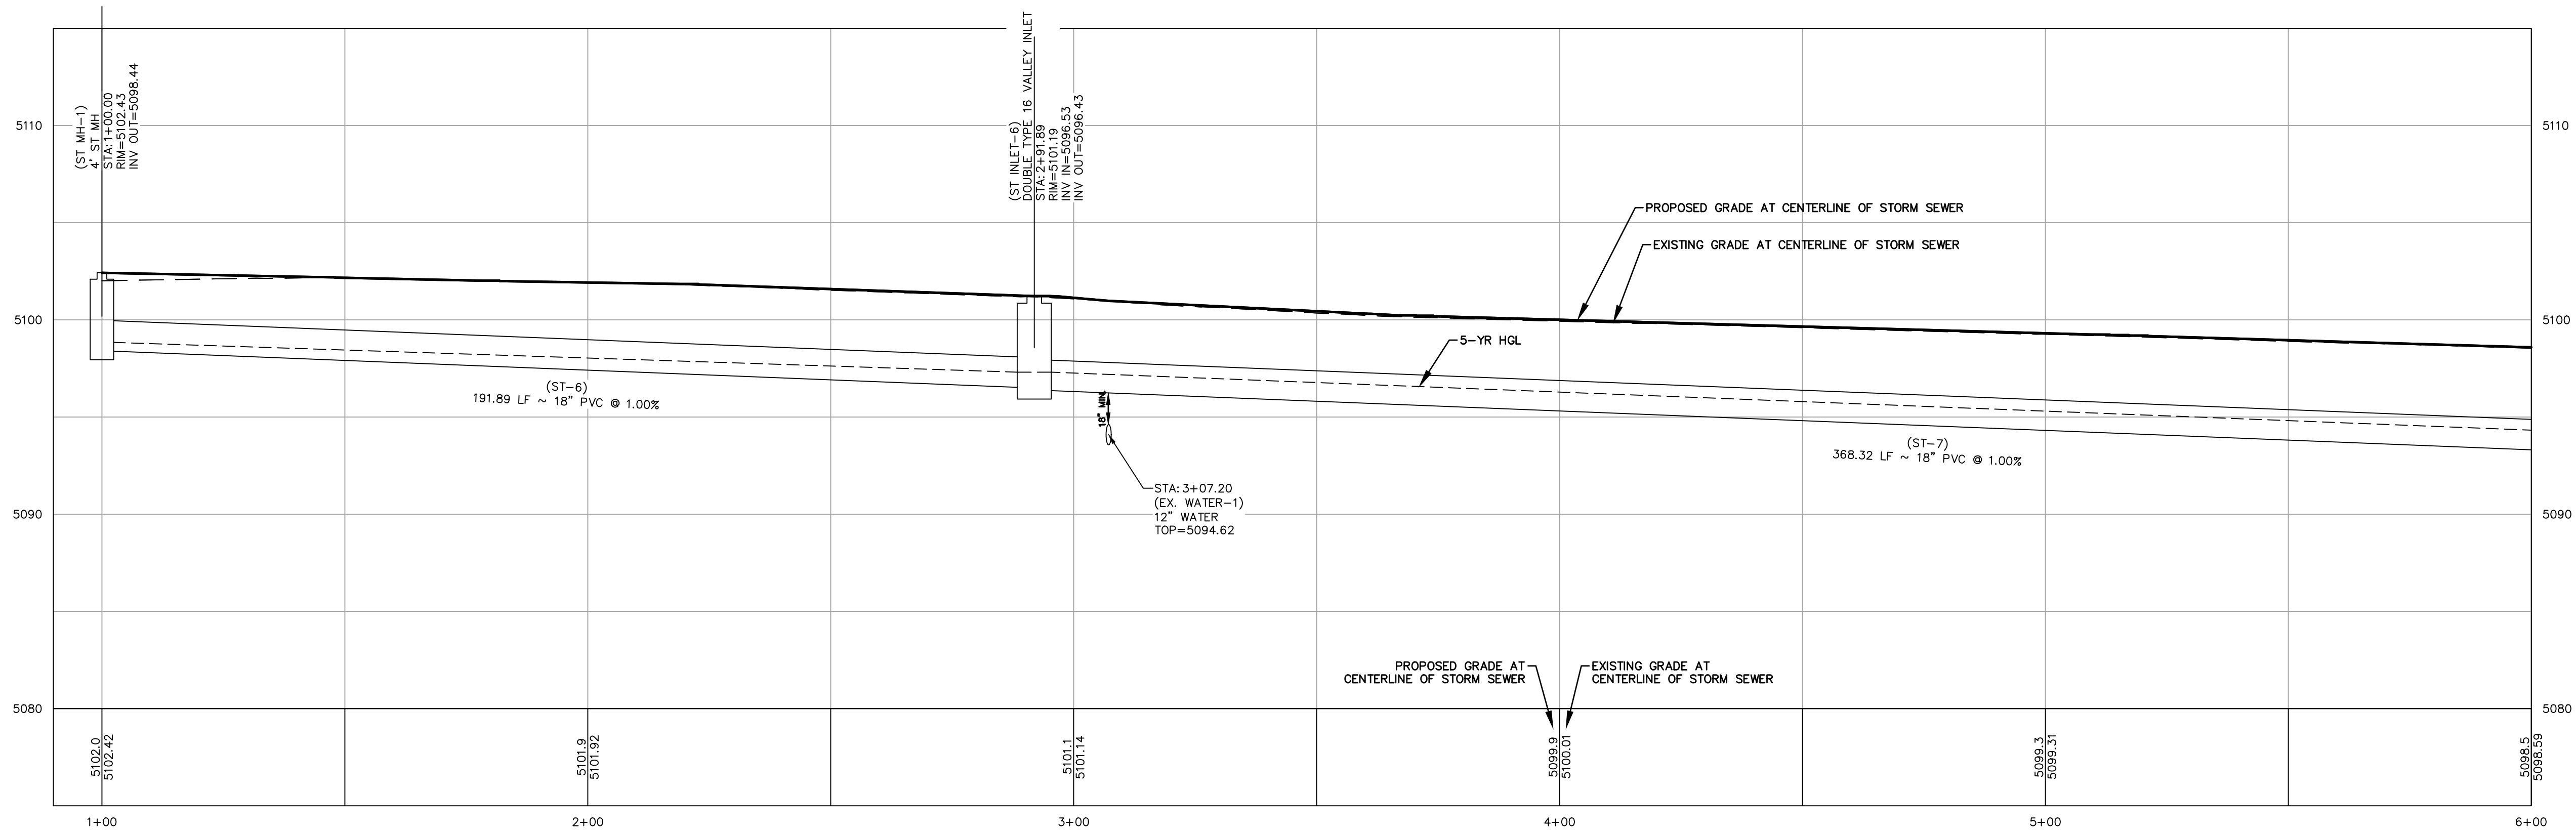 (ST MH-1)
4' ST MH
STA: 1+00.00
RIM=5102.43
INV OUT=5098.44
(ST INLET-6)
DOUBLE TYPE 16 VALLEY INLET
STA: 2+91.89
RIM=5101.19
INV IN=5096.53
INV OUT=5096.43
5110
5110
PROPOSED GRADE AT CENTERLINE OF STORM SEWER
EXISTING GRADE AT CENTERLINE OF STORM SEWER
5100
5100
5-YR HGL
(ST-6)
191.89 LF ~ 18" PVC @ 1.00%
18" MIN.
(ST-7)
368.32 LF ~ 18" PVC @ 1.00%
STA: 3+07.20
(EX. WATER-1)
12" WATER
TOP=5094.62
5090
5090
PROPOSED GRADE AT
CENTERLINE OF STORM SEWER
EXISTING GRADE AT
CENTERLINE OF STORM SEWER
5080
5080
5102.0
5102.42
5101.9
5101.92
5101.1
5101.14
5099.9
5100.01
5099.3
5099.31
5098.5
5098.59
1+00
2+00
3+00
4+00
5+00
6+00